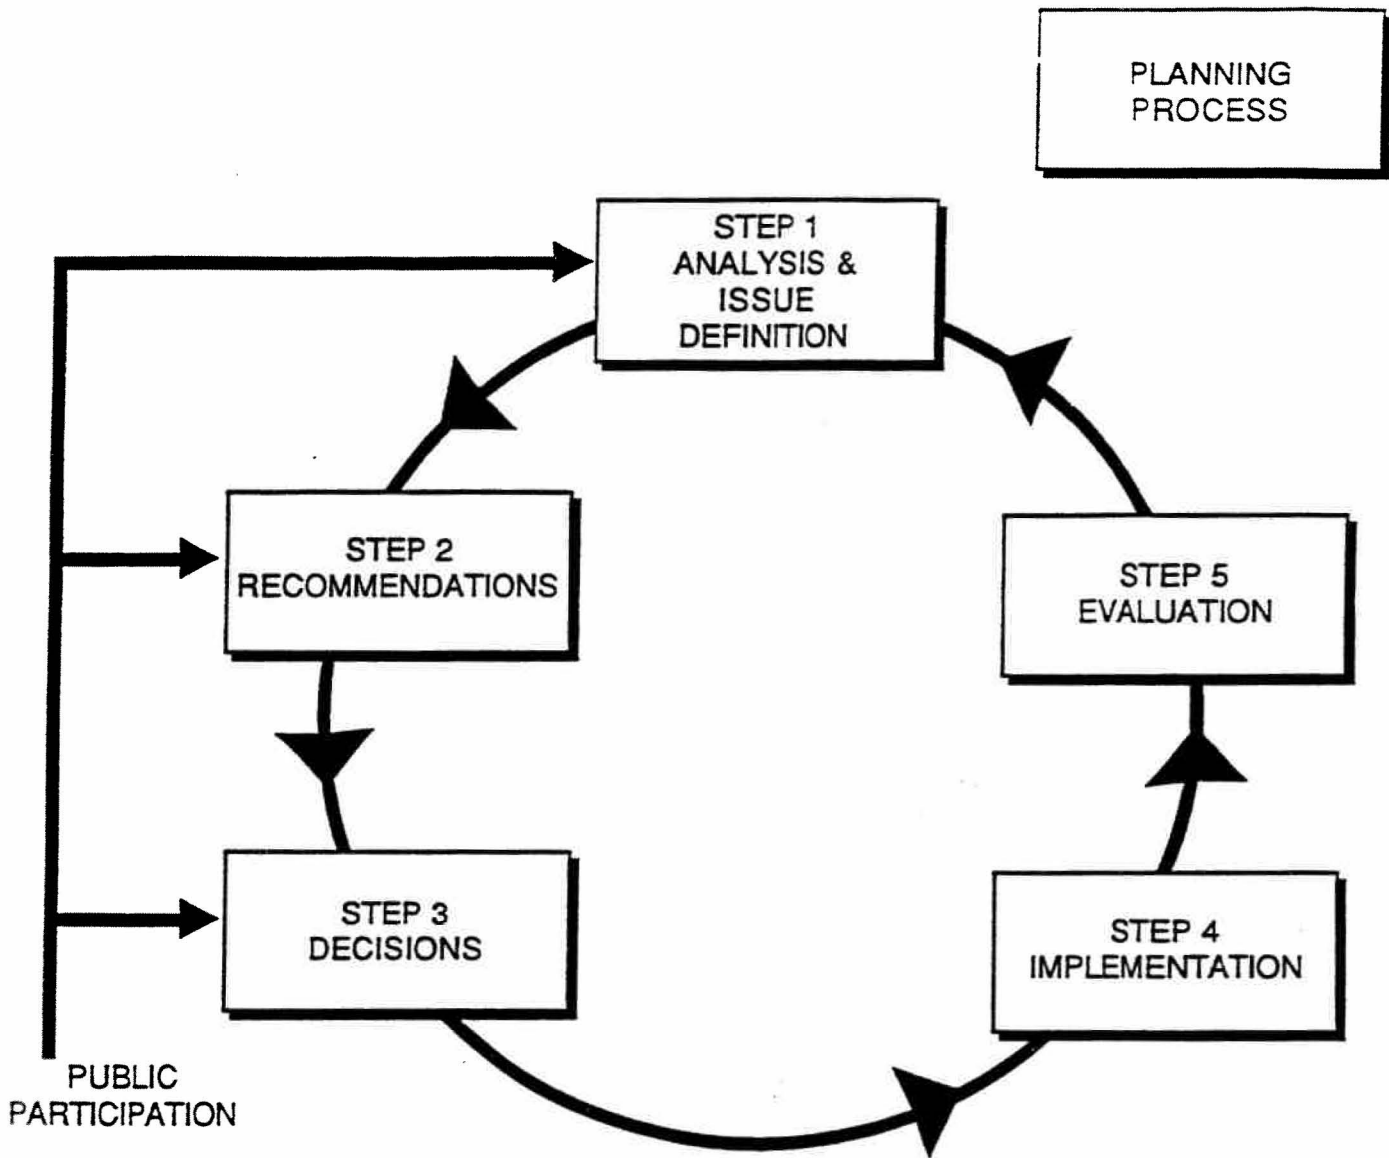 PLANNING
PROCESS
STEP 1
ANALYSIS &
ISSUE
DEFINITION
STEP 2
RECOMMENDATIONS
STEP 5
EVALUATION
STEP 3
DECISIONS
STEP 4
IMPLEMENTATION
PUBLIC
PARTICIPATION